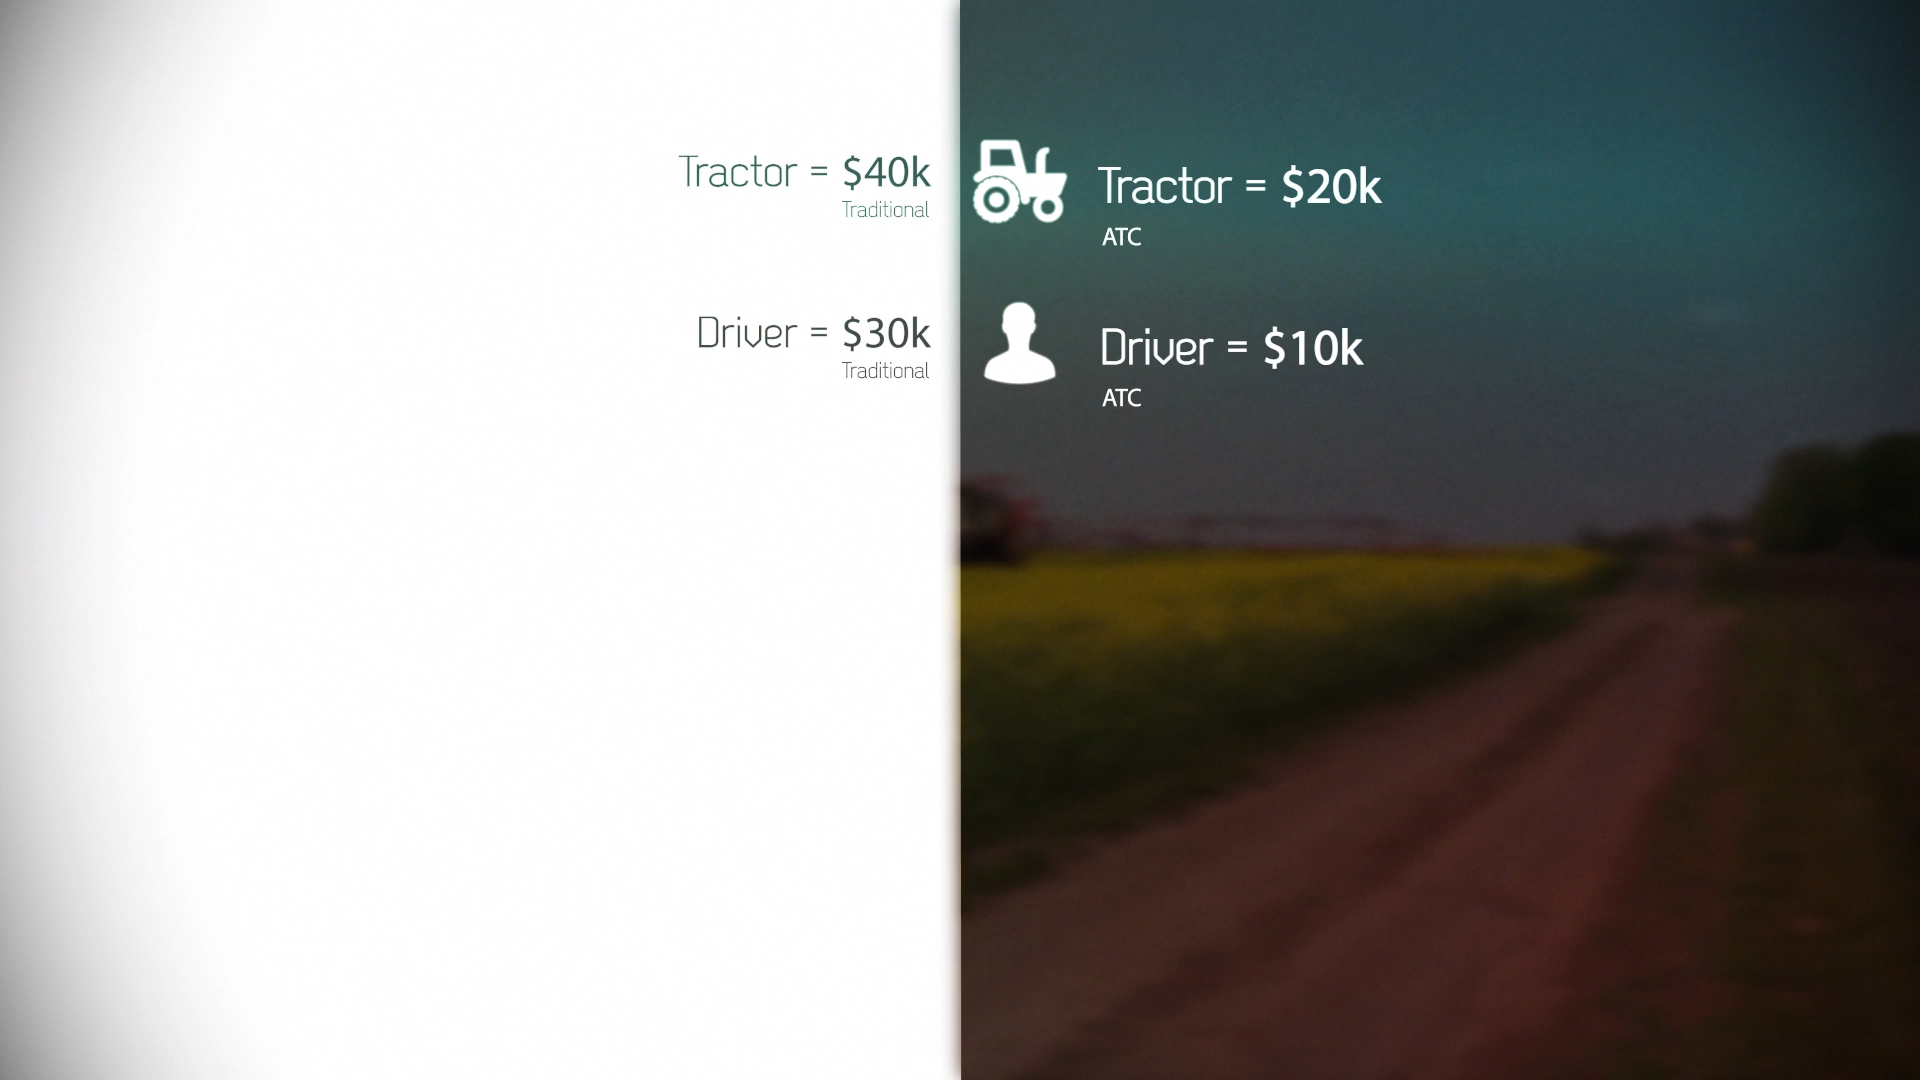 Tractor = $40k
Traditional
Driver = $30k
Traditional
Tractor = $20k
ATC
Driver = $10k
ATC